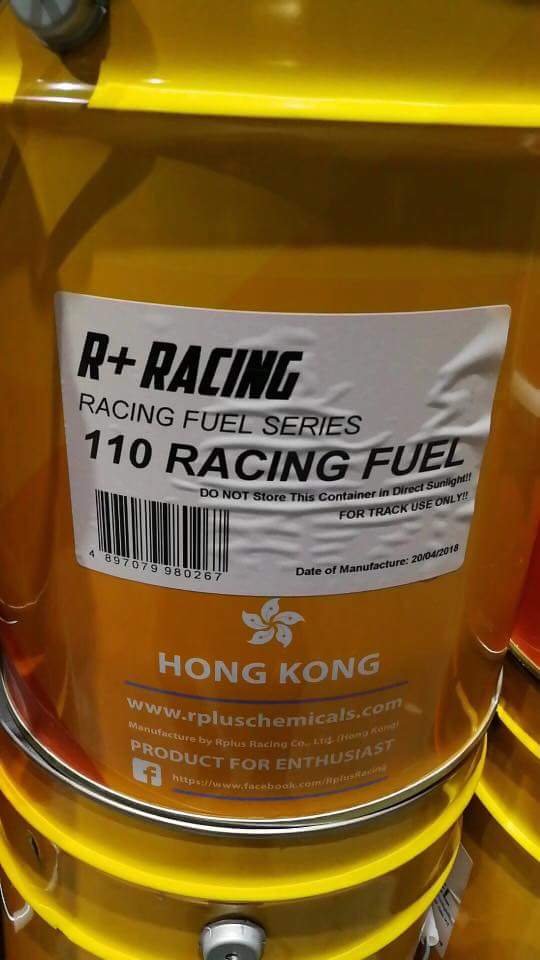 R+ RACING
RACING FUEL SERIES
110 RACING FUEL
DO NOT Store This Container in Direct Sunlight!!
FOR TRACK USE ONLY!!
4 897079 980267
Date of Manufacture: 20/04/2018
HONG KONG
www.rpluschemicals.com
Manufacture by Rplus Racing Co., Ltd. (Hong Kong)
PRODUCT FOR ENTHUSIAST
f https://www.facebook.com/RplusRacing